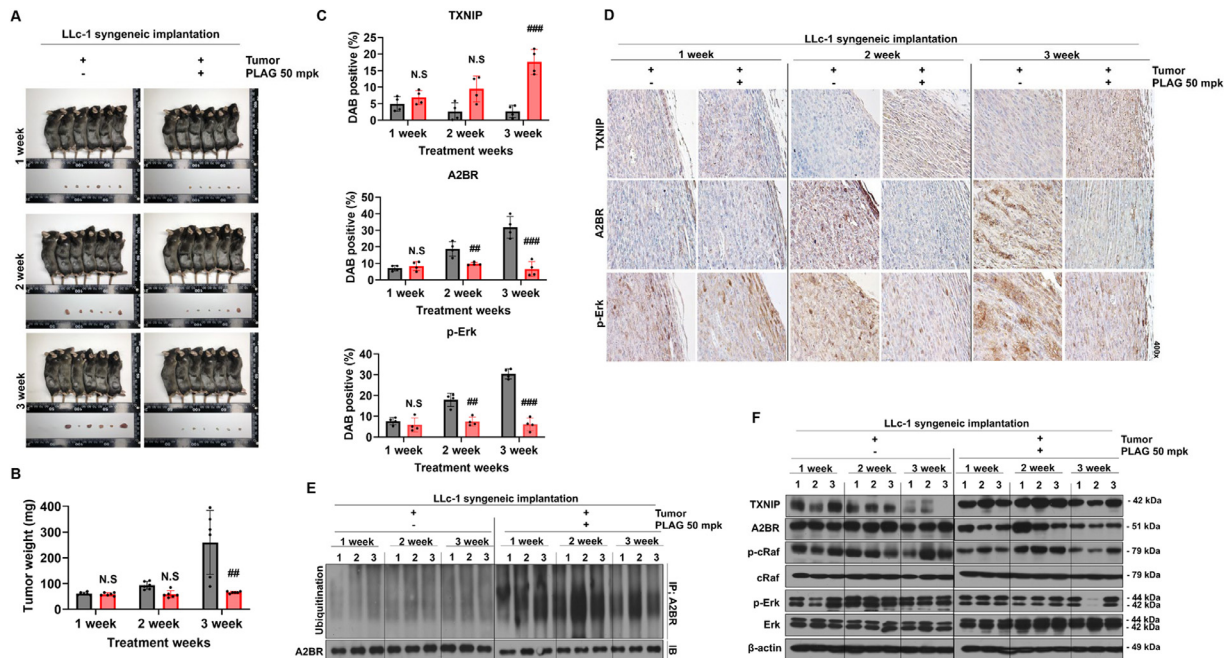 A
LLc-1 syngeneic implantation
+ + Tumor
- + PLAG 50 mpk
1 week
2 week
3 week
B
Tumor weight (mg)
400
300
200
100
0
N.S
N.S
##
1 week 2 week 3 week
Treatment weeks
C
TXNIP
DAB positive (%)
25
20
15
10
5
0
N.S
N.S
###
1 week 2 week 3 week
Treatment weeks
A2BR
DAB positive (%)
50
40
30
20
10
0
N.S
##
###
1 week 2 week 3 week
Treatment weeks
p-Erk
DAB positive (%)
40
30
20
10
0
N.S
##
###
1 week 2 week 3 week
Treatment weeks
D
LLc-1 syngeneic implantation
1 week 2 week 3 week
+ + + + + + Tumor
- + - + - + PLAG 50 mpk
TXNIP
A2BR
p-Erk
400x
E
LLc-1 syngeneic implantation
+ + Tumor
- + PLAG 50 mpk
1 week 2 week 3 week 1 week 2 week 3 week
1 2 3 1 2 3 1 2 3 1 2 3 1 2 3 1 2 3
Ubiquitination
IP: A2BR
A2BR
IB
F
LLc-1 syngeneic implantation
+ + Tumor
- + PLAG 50 mpk
1 week 2 week 3 week 1 week 2 week 3 week
1 2 3 1 2 3 1 2 3 1 2 3 1 2 3 1 2 3
TXNIP - 42 kDa
A2BR - 51 kDa
p-cRaf - 79 kDa
cRaf - 79 kDa
p-Erk - 44 kDa
- 42 kDa
Erk - 44 kDa
- 42 kDa
β-actin - 49 kDa